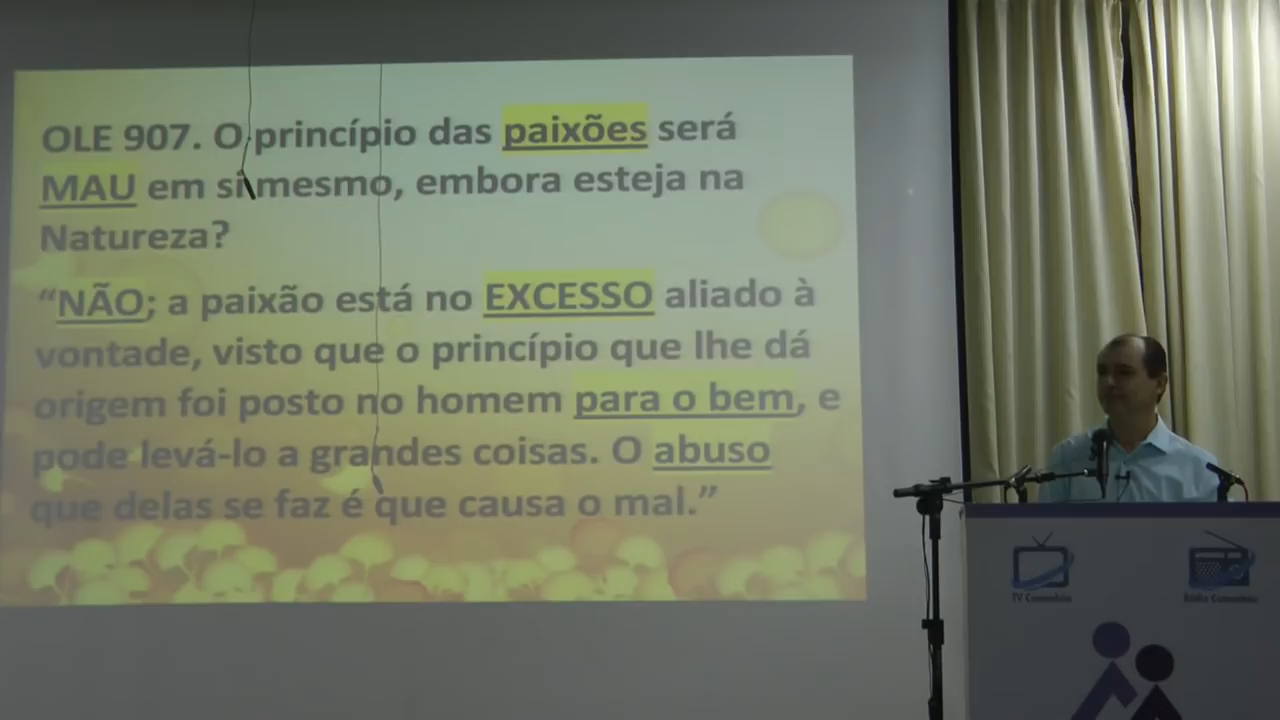 OLE 907. O princípio das paixões será
MAU em si mesmo, embora esteja na
Natureza?
“NÃO; a paixão está no EXCESSO aliado à
vontade, visto que o princípio que lhe dá
origem foi posto no homem para o bem, e
pode levá-lo a grandes coisas. O abuso
que delas se faz é que causa o mal.”
TV
Rádio